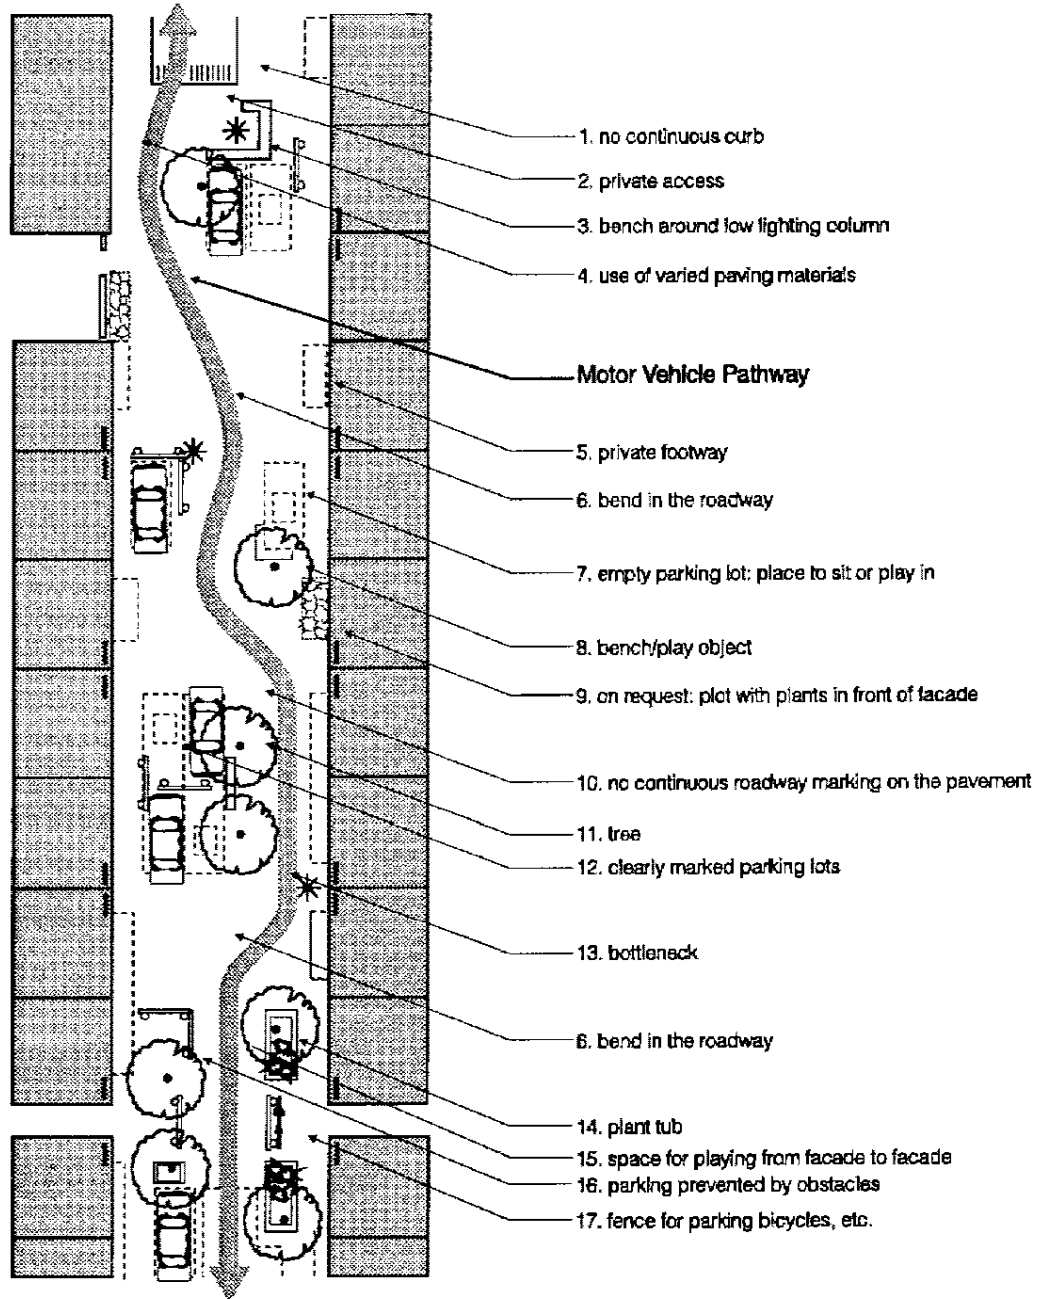 1. no continuous curb
2. private access
3. bench around low lighting column
4. use of varied paving materials
Motor Vehicle Pathway
5. private footway
6. bend in the roadway
7. empty parking lot: place to sit or play in
8. bench/play object
9. on request: plot with plants in front of facade
10. no continuous roadway marking on the pavement
11. tree
12. clearly marked parking lots
13. bottleneck
6. bend in the roadway
14. plant tub
15. space for playing from facade to facade
16. parking prevented by obstacles
17. fence for parking bicycles, etc.